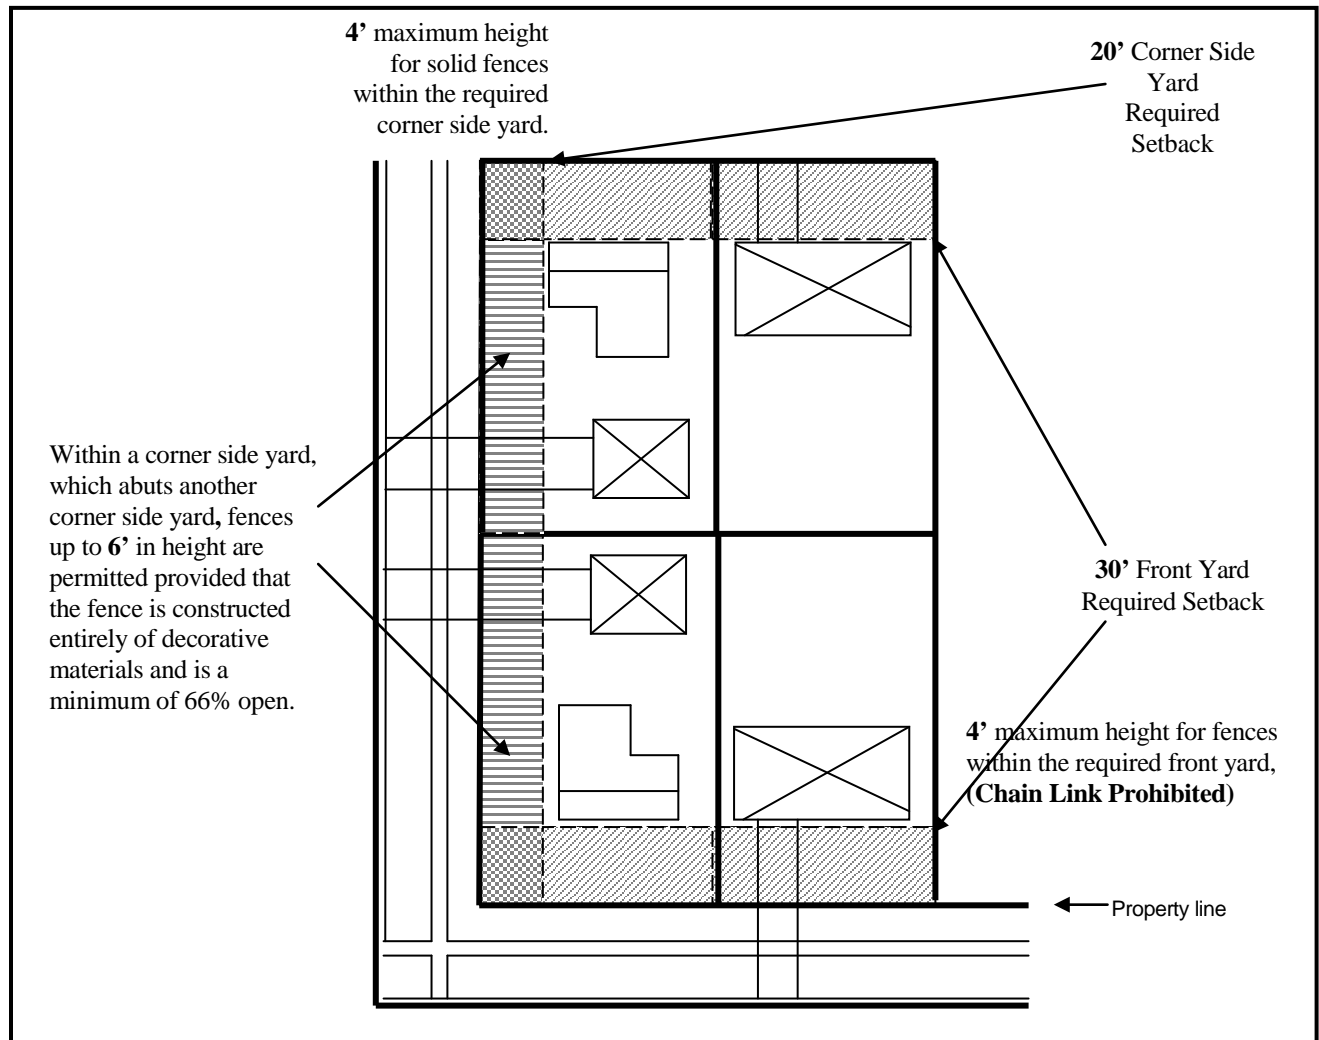 4’ maximum height
for solid fences
within the required
corner side yard.
20’ Corner Side
Yard
Required
Setback
Within a corner side yard,
which abuts another
corner side yard, fences
up to 6’ in height are
permitted provided that
the fence is constructed
entirely of decorative
materials and is a
minimum of 66% open.
30’ Front Yard
Required Setback
4’ maximum height for fences
within the required front yard,
(Chain Link Prohibited)
Property line